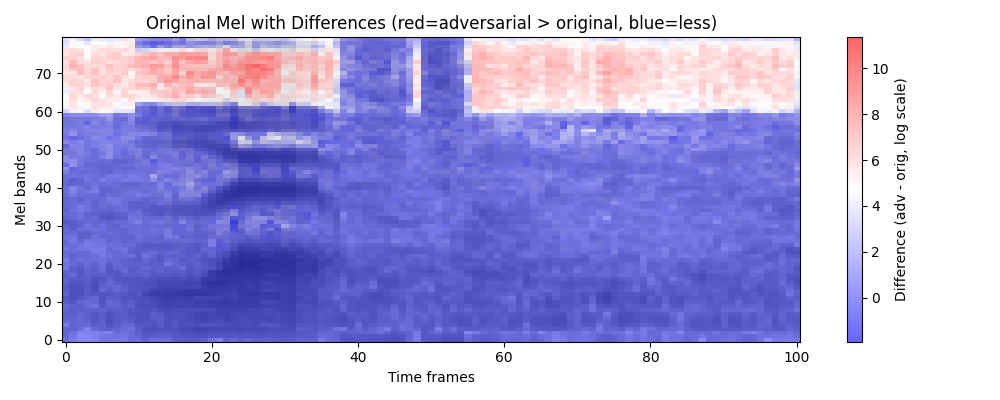 Original Mel with Differences (red=adversarial > original, blue=less)
Mel bands
70
60
50
40
30
20
10
0
0 20 40 60 80 100
Time frames
10
8
6
4
2
0
Difference (adv - orig, log scale)